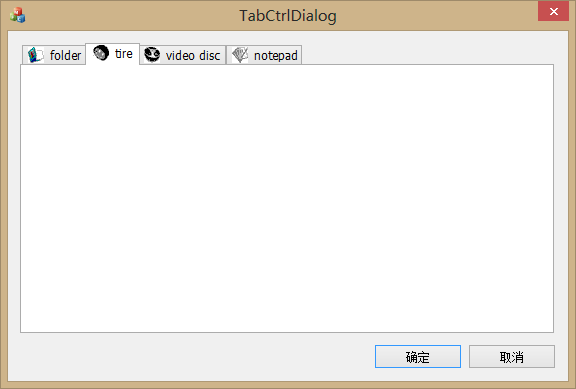 TabCtrlDialog
folder tire video disc notepad
确定 取消